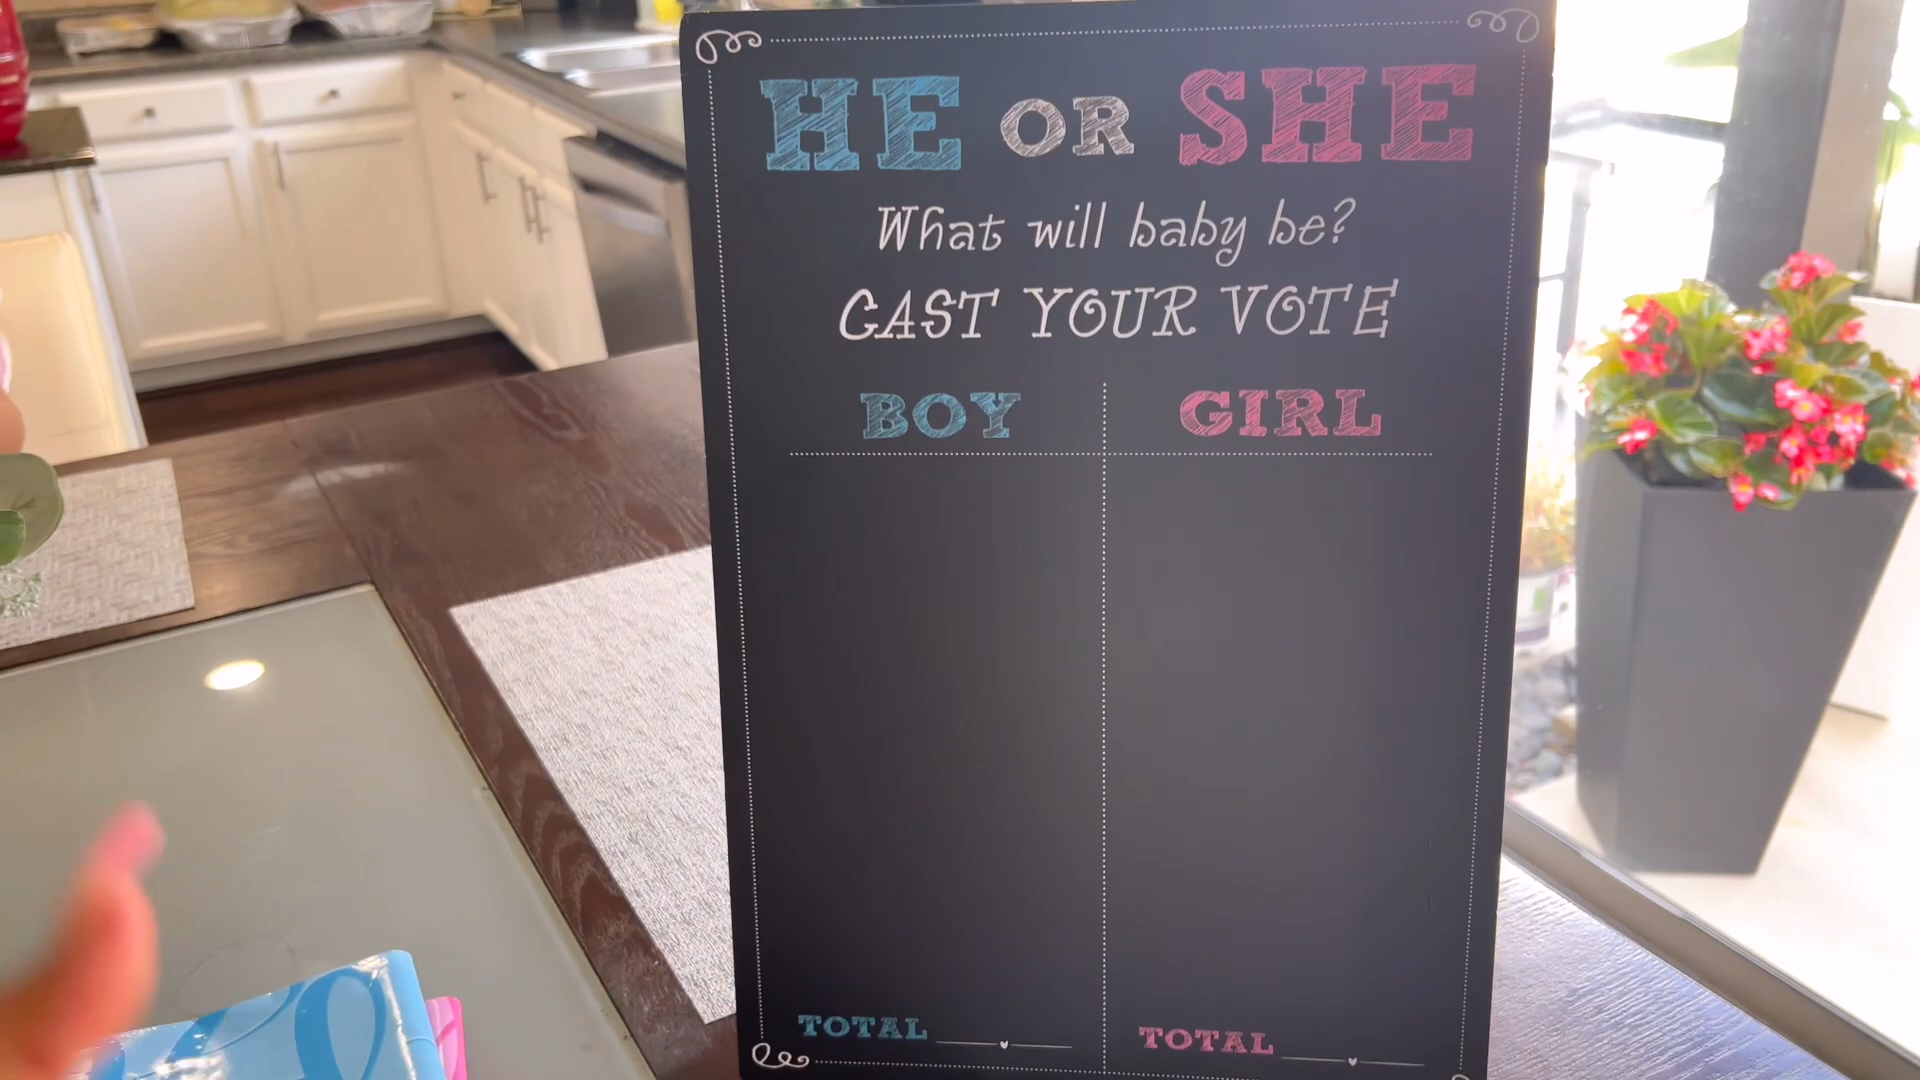 HE OR SHE
What will baby be?
CAST YOUR VOTE
BOY GIRL
TOTAL TOTAL